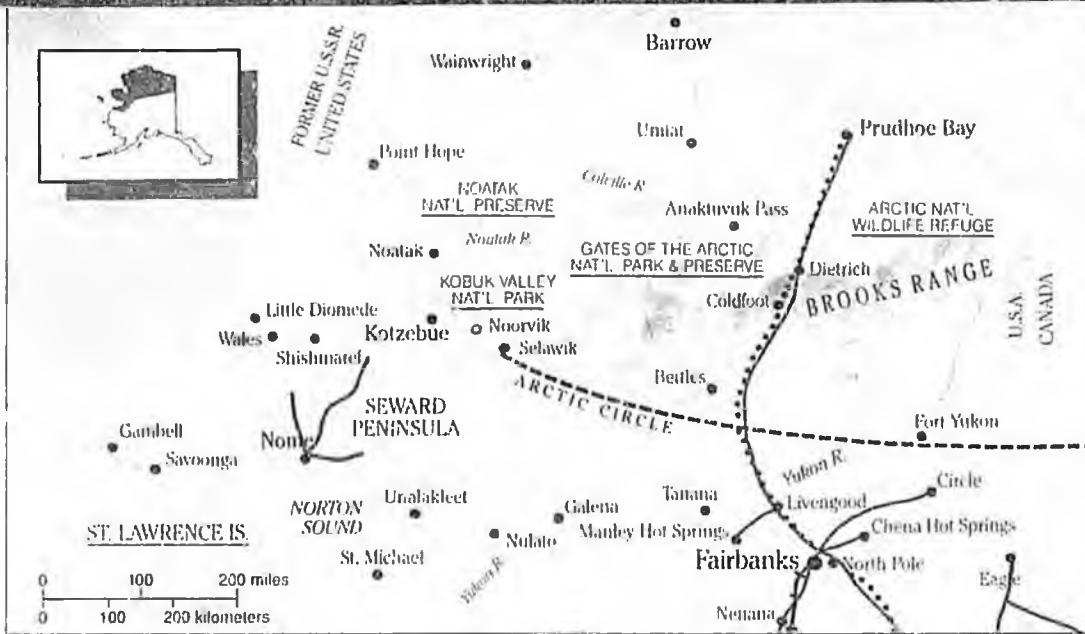 Barrow
Wainwright
FORMER U.S.S.R.
UNITED STATES
Umiat
Prudhoe Bay
Point Hope
Colville R.
NOATAK
NAT'L PRESERVE
Anaktuvuk Pass
ARCTIC NAT'L
WILDLIFE REFUGE
Noatak R.
Noatak
GATES OF THE ARCTIC
NAT'L PARK & PRESERVE
Dietrich
KOBUK VALLEY
NAT'L PARK
Coldfoot
BROOKS RANGE
U.S.A.
CANADA
Little Diomede
Wales
Kotzebue
Noorvik
Shishmaref
Selawik
ARCTIC CIRCLE
Bettles
SEWARD
PENINSULA
Fort Yukon
Gambell
Nome
Savoonga
Yukon R.
Circle
Unalakleet
Galena
Tanana
Livengood
NORTON
SOUND
ST. LAWRENCE IS.
Nulato
Manley Hot Springs
Chena Hot Springs
St. Michael
Yukon R.
Fairbanks
North Pole
Eagle
0 100 200 miles
0 100 200 kilometers
Nenana